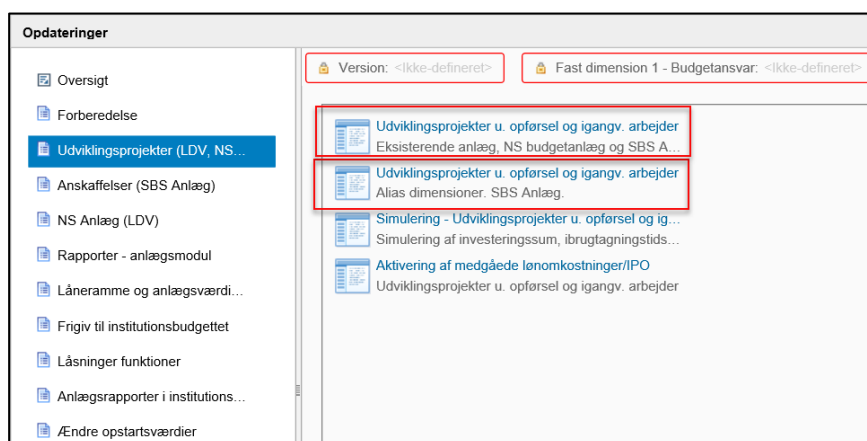 Opdateringer
Oversigt
Forberedelse
Udviklingsprojekter (LDV, NS...
Anskaffelser (SBS Anlæg)
NS Anlæg (LDV)
Rapporter - anlægsmodul
Låneramme og anlægsværdi...
Frigiv til institutionsbudgettet
Låsninger funktioner
Anlægsrapporter i institutions...
Ændre opstartsværdier
Version: <Ikke-defineret>
Fast dimension 1 - Budgetansvar: <Ikke-defineret>
Udviklingsprojekter u. opførsel og igangv. arbejder
Eksisterende anlæg, NS budgetanlæg og SBS A...
Udviklingsprojekter u. opførsel og igangv. arbejder
Alias dimensioner. SBS Anlæg.
Simulering - Udviklingsprojekter u. opførsel og ig...
Simulering af investeringssum, ibrugtagningstids...
Aktivering af medgåede lønomkostninger/IPO
Udviklingsprojekter u. opførsel og igangv. arbejder